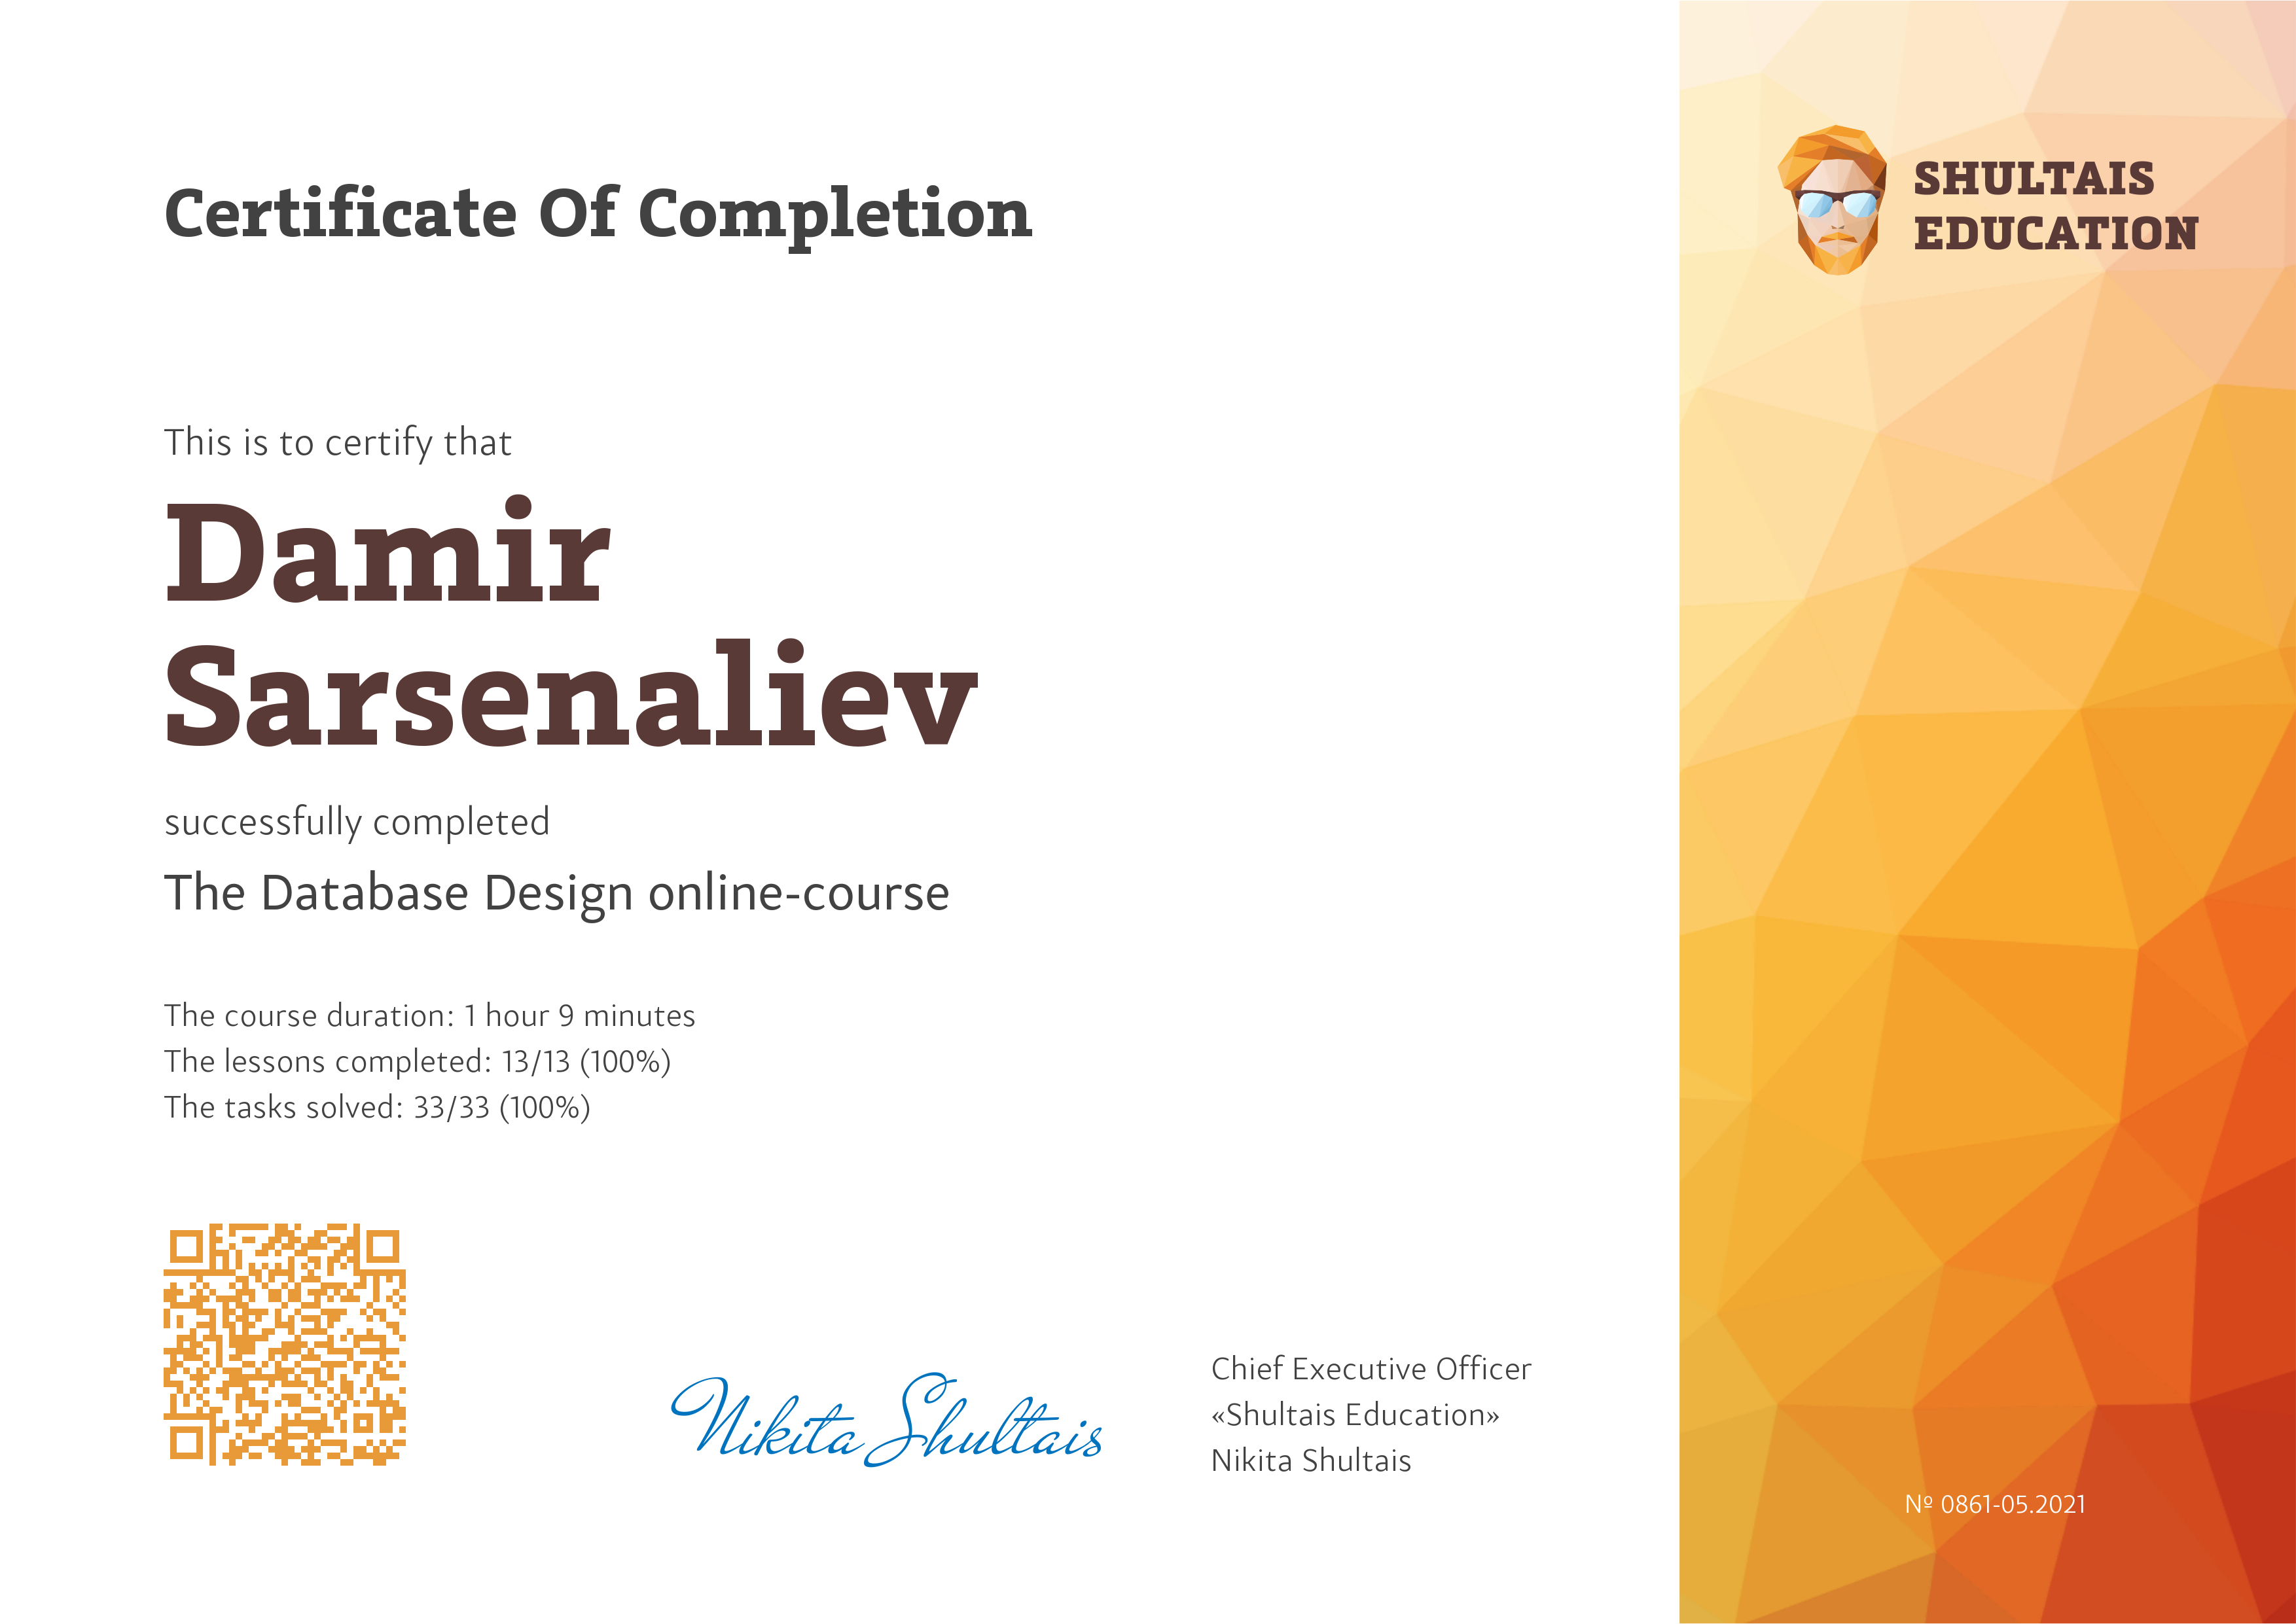 Certificate Of Completion
SHULTAIS
EDUCATION
This is to certify that
Damir
Sarsenaliev
successfully completed
The Database Design online-course
The course duration: 1 hour 9 minutes
The lessons completed: 13/13 (100%)
The tasks solved: 33/33 (100%)
Nikita Shultais
Chief Executive Officer
«Shultais Education»
Nikita Shultais
№ 0861-05.2021